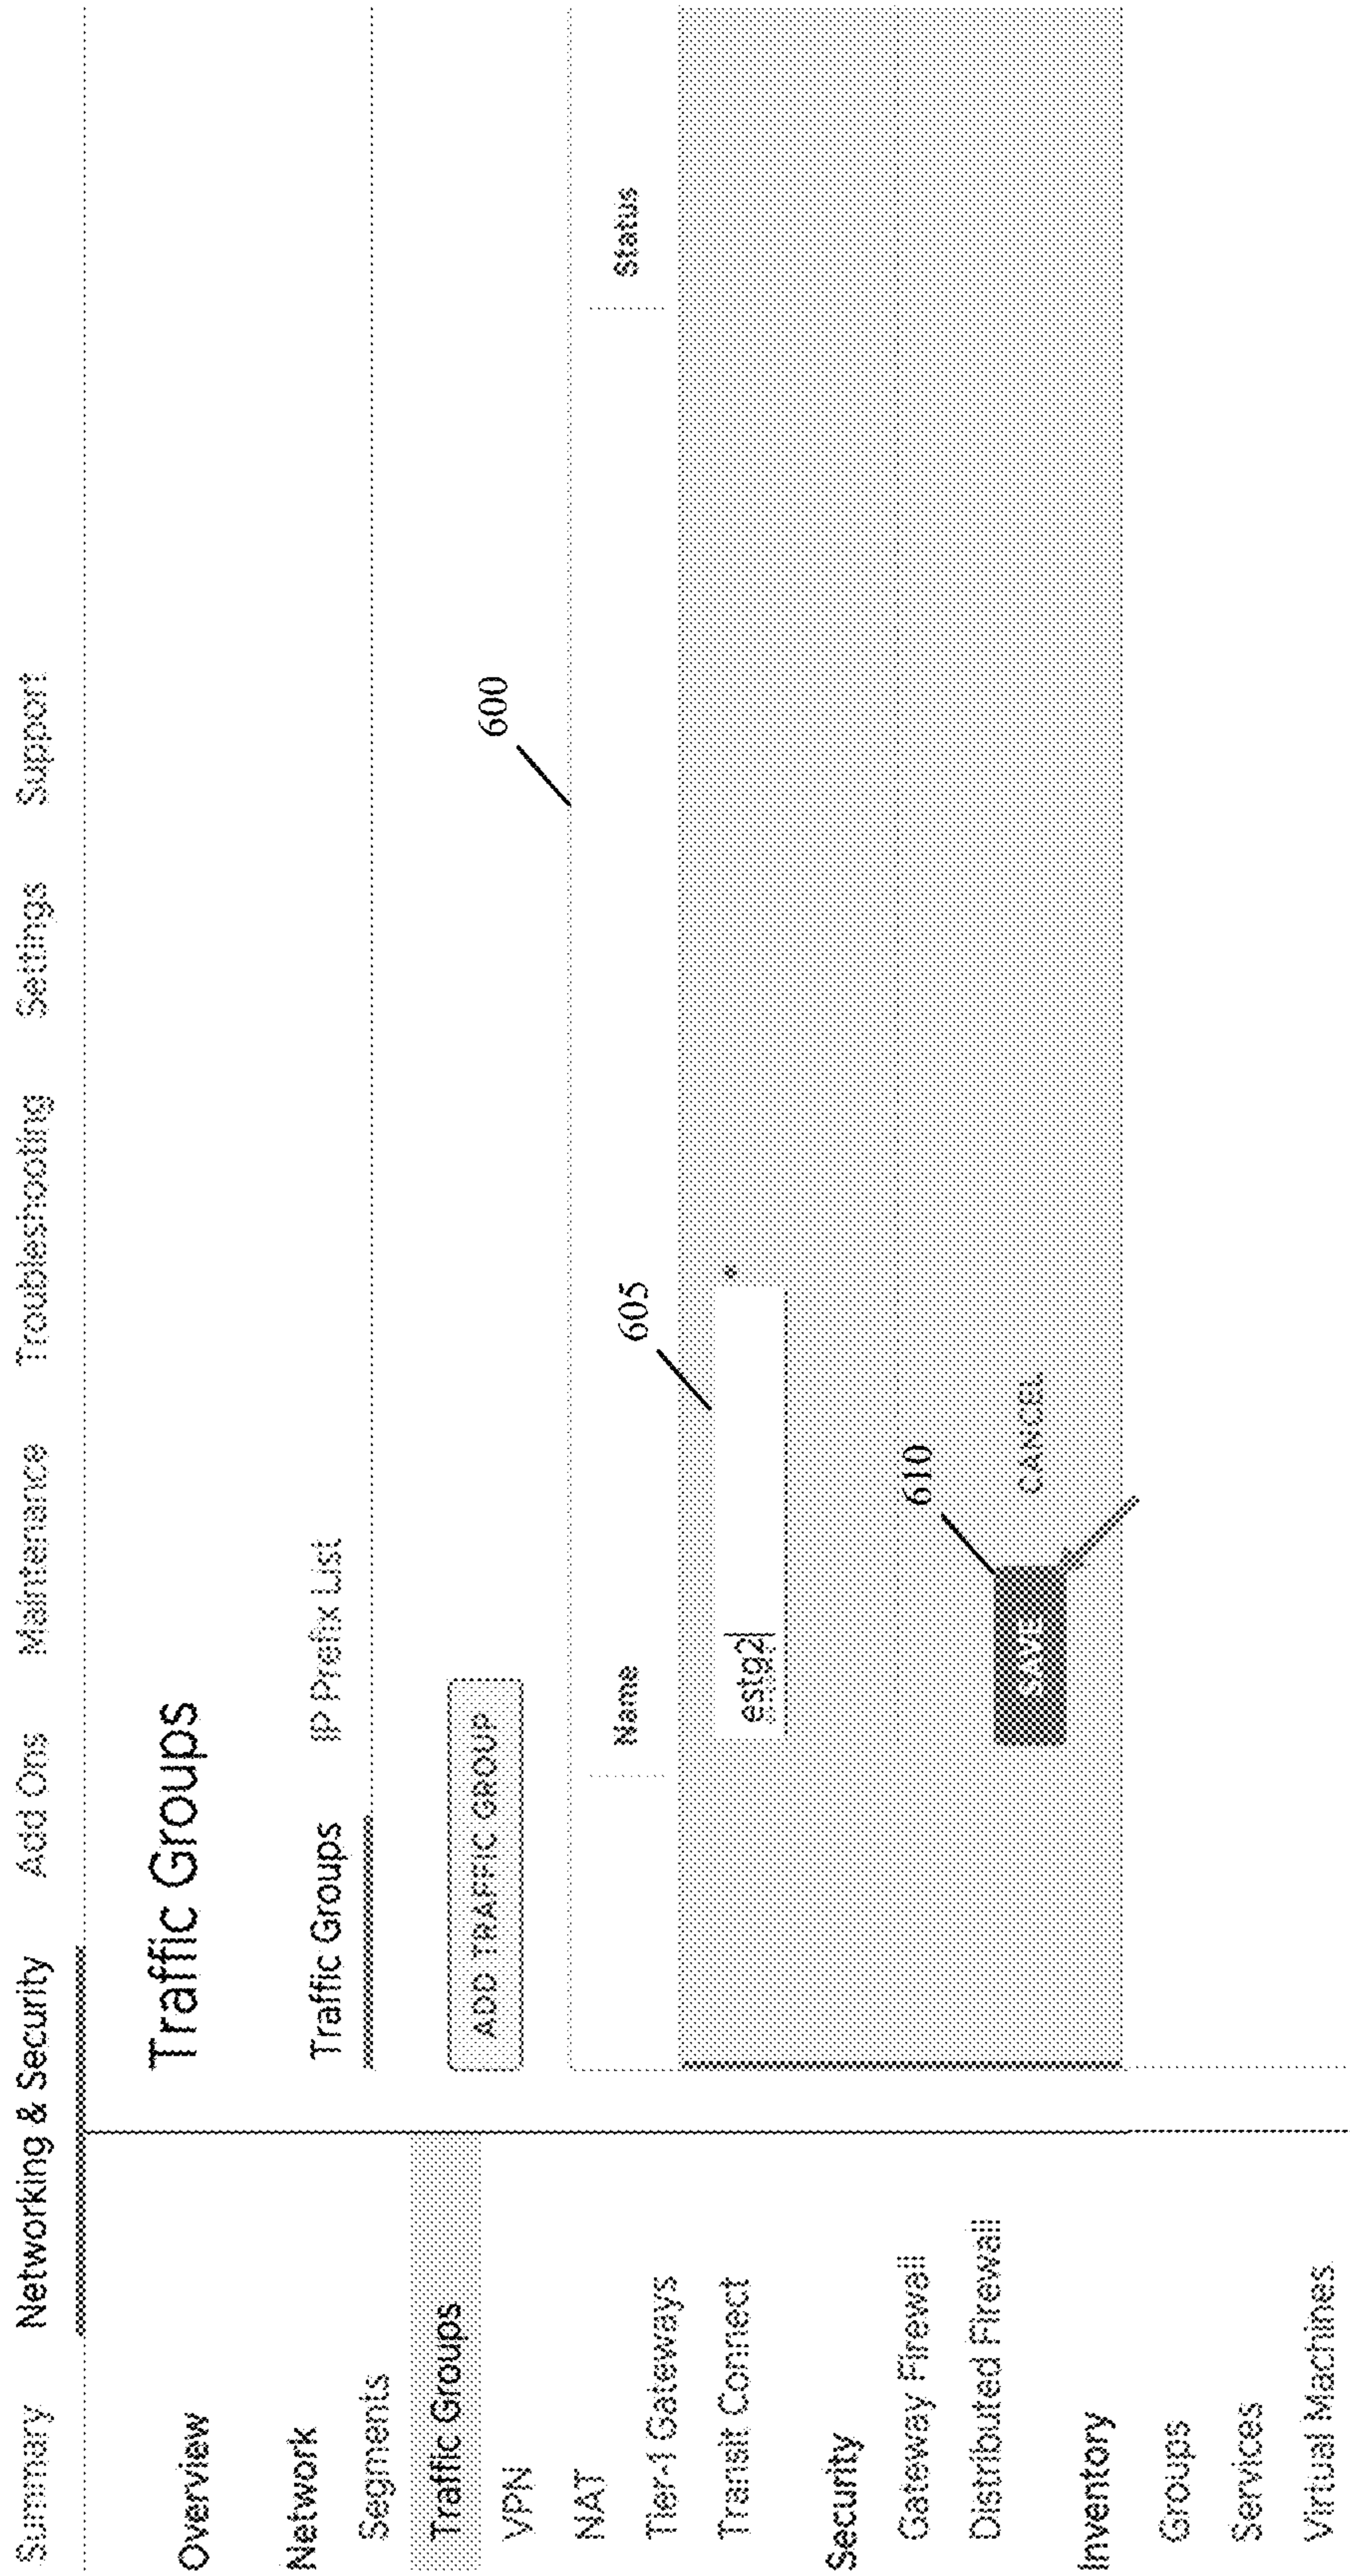 Summary Networking & Security Add Ons Maintenance Troubleshooting Settings Support
Overview
Network
Segments
Traffic Groups
VPN
NAT
Tier-1 Gateways
Transit Connect
Security
Gateway Firewall
Distributed Firewall
Inventory
Groups
Services
Virtual Machines
Traffic Groups
Traffic Groups IP Prefix List
ADD TRAFFIC GROUP
600
Name Status
605
estg2
*
610
SAVE CANCEL